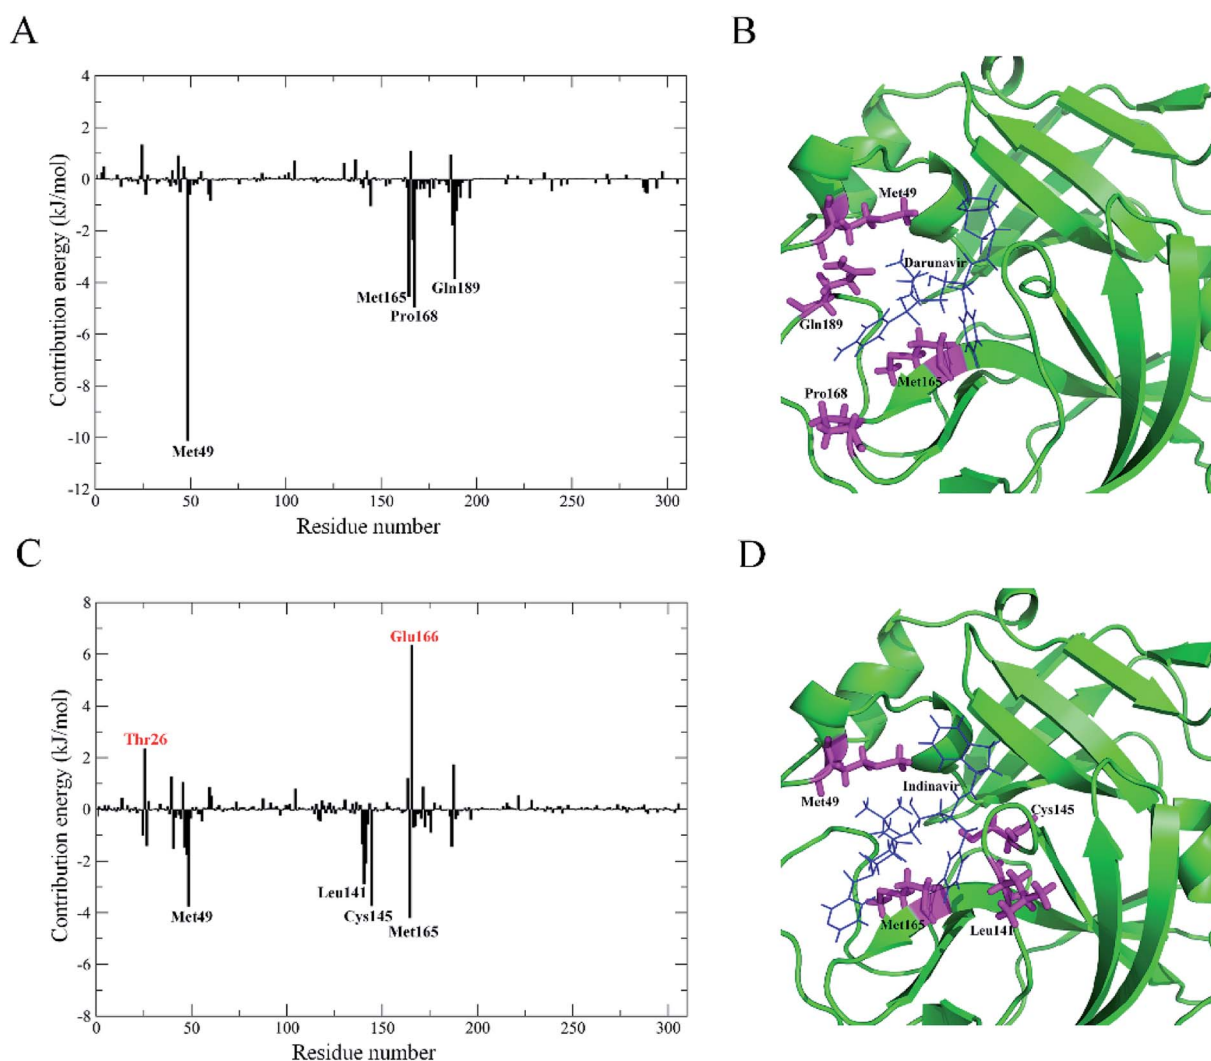 A
Contribution energy (kJ/mol)
4
2
0
-2
-4
-6
-8
-10
-12
Met49
Met165
Pro168
Gln189
0
50
100
150
200
250
300
Residue number
B
Met49
Darunavir
Gln189
Met165
Pro168
C
Contribution energy (kJ/mol)
8
6
4
2
0
-2
-4
-6
-8
Thr26
Glu166
Met49
Leu141
Cys145
Met165
0
50
100
150
200
250
300
Residue number
D
Met49
Indinavir
Cys145
Met165
Leu141